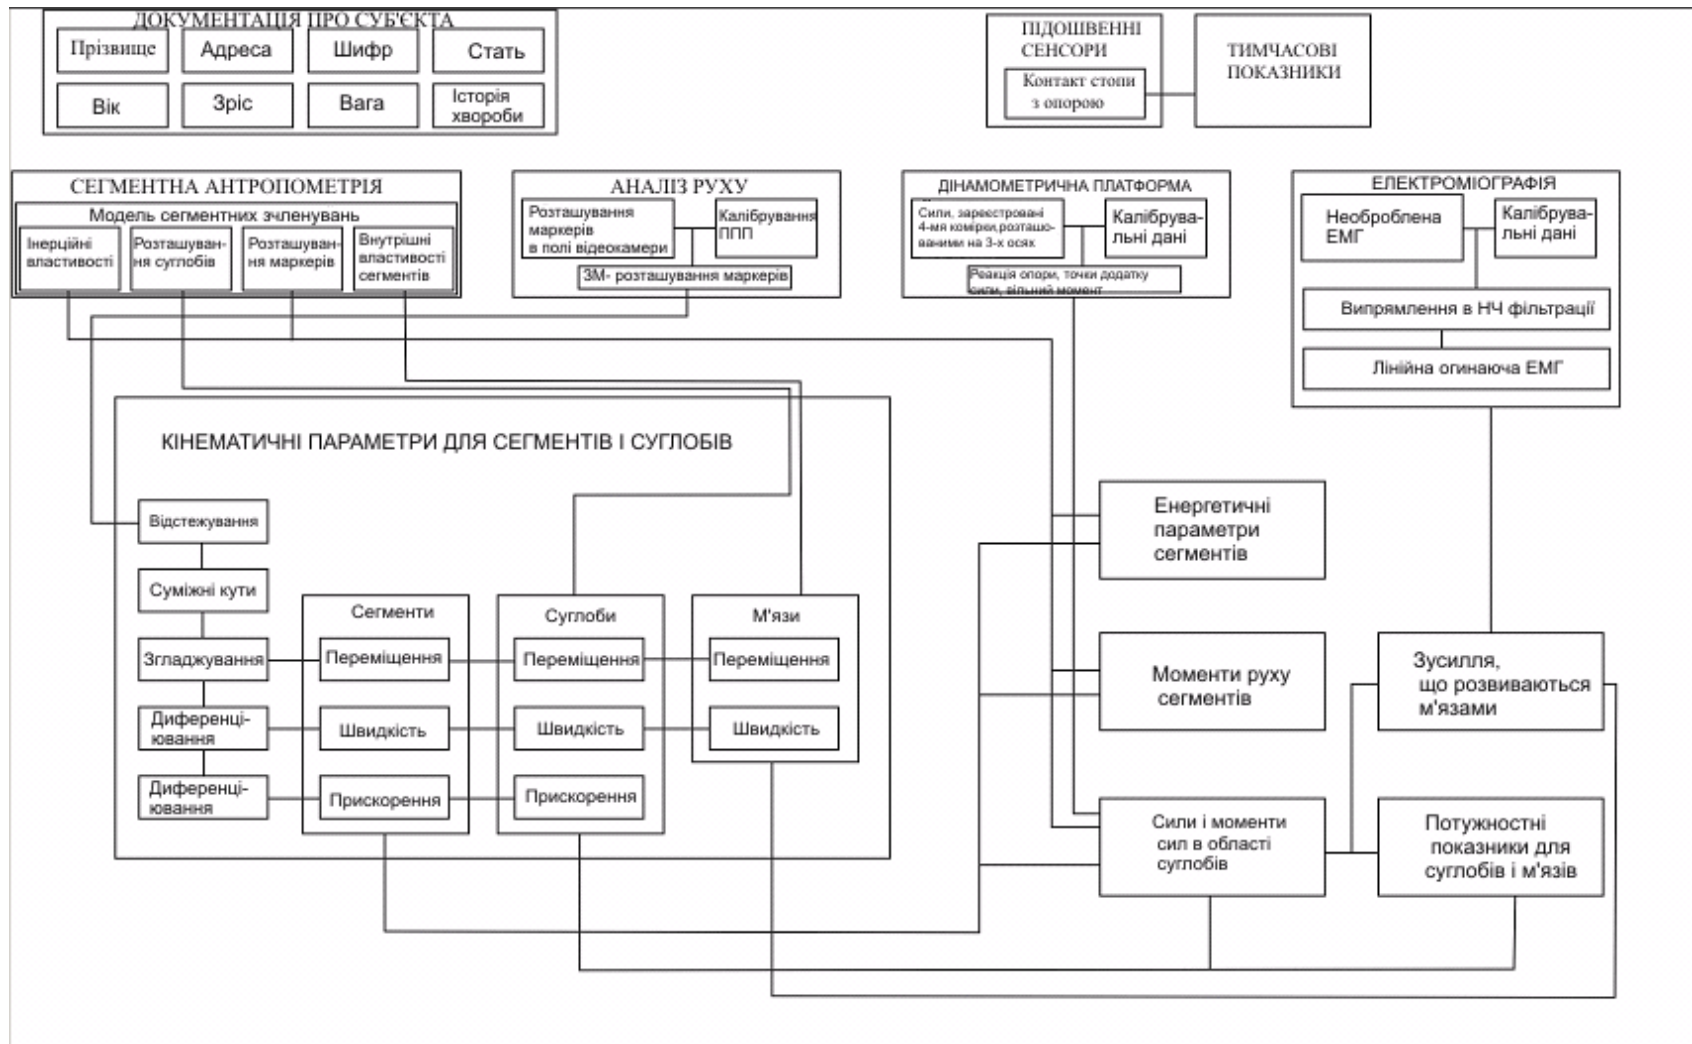 ДОКУМЕНТАЦІЯ ПРО СУБ'ЄКТА
Прізвище
Адреса
Шифр
Стать
Вік
Зріс
Вага
Історія
хвороби
ПІДОШВЕННІ
СЕНСОРИ
Контакт стопи
з опорою
ТИМЧАСОВІ
ПОКАЗНИКИ
СЕГМЕНТНА АНТРОПОМЕТРІЯ
Модель сегментних зчленувань
Інерційні
властивості
Розташуван-
ня суглобів
Розташуван-
ня маркерів
Внутрішні
властивості
сегментів
АНАЛІЗ РУХУ
Розташування
маркерів
в полі відеокамери
Калібрування
ППП
3М- розташування маркерів
ДІНАМОМЕТРИЧНА ПЛАТФОРМА
Сили, зареєстровані
4-мя комірки,розташо-
ваними на 3-х осях
Калібрува-
льні дані
Реакція опори, точки додатку
сили, вільний момент
ЕЛЕКТРОМІОГРАФІЯ
Необроблена
ЕМГ
Калібрува-
льні дані
Випрямлення в НЧ фільтрації
Лінійна огинаюча ЕМГ
КІНЕМАТИЧНІ ПАРАМЕТРИ ДЛЯ СЕГМЕНТІВ І СУГЛОБІВ
Відстежування
Суміжні кути
Згладжування
Диференці-
ювання
Диференці-
ювання
Сегменти
Переміщення
Швидкість
Прискорення
Суглоби
Переміщення
Швидкість
Прискорення
М'язи
Переміщення
Швидкість
Енергетичні
параметри
сегментів
Моменти руху
сегментів
Сили і моменти
сил в області
суглобів
Зусилля,
що розвиваються
м'язами
Потужностні
показники для
суглобів і м'язів